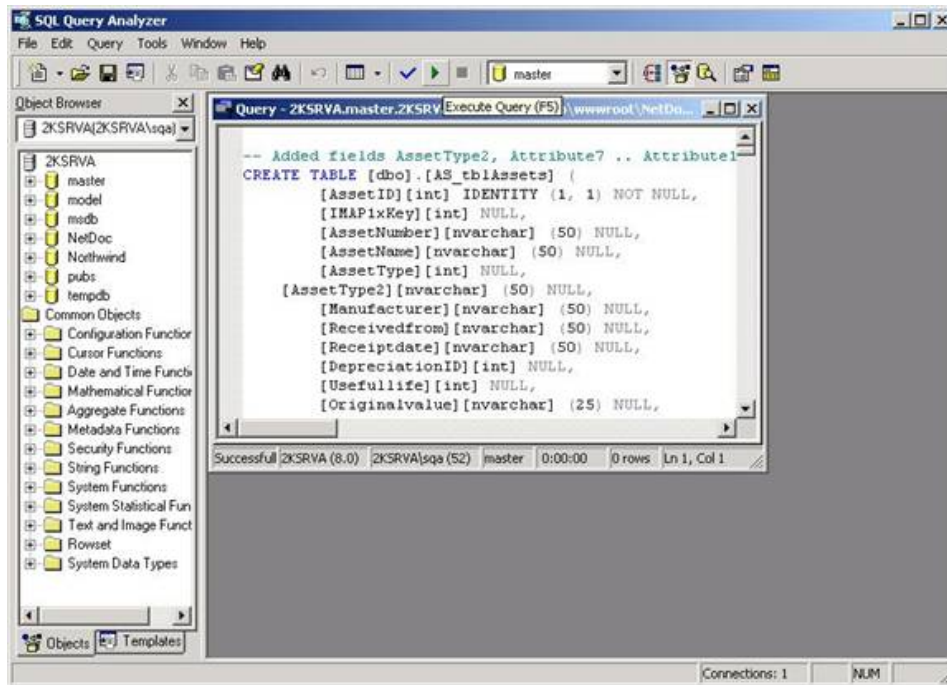 SQL Query Analyzer
File Edit Query Tools Window Help
master
Object Browser
2KSRVA(2KSRVA\sqa)
2KSRVA
master
model
msdb
NetDoc
Northwind
pubs
tempdb
Common Objects
Configuration Function
Cursor Functions
Date and Time Functi
Mathematical Function
Aggregate Functions
Metadata Functions
Security Functions
String Functions
System Functions
System Statistical Fun
Text and Image Funct
Rowset
System Data Types
Objects Templates
Query - 2KSRVA.master.2KSRV \wwwroot\NetDo...
Execute Query (F5)
-- Added fields AssetType2, Attribute7 .. Attribute1
CREATE TABLE [dbo].[AS_tblAssets] (
[AssetID][int] IDENTITY (1, 1) NOT NULL,
[IMAP1xKey][int] NULL,
[AssetNumber][nvarchar] (50) NULL,
[AssetName][nvarchar] (50) NULL,
[AssetType][int] NULL,
[AssetType2][nvarchar] (50) NULL,
[Manufacturer][nvarchar] (50) NULL,
[Receivedfrom][nvarchar] (50) NULL,
[Receiptdate][nvarchar] (50) NULL,
[DepreciationID][int] NULL,
[Usefullife][int] NULL,
[Originalvalue][nvarchar] (25) NULL,
Successful 2KSRVA (8.0) 2KSRVA\sqa (52) master 0:00:00 0 rows Ln 1, Col 1
Connections: 1 NUM